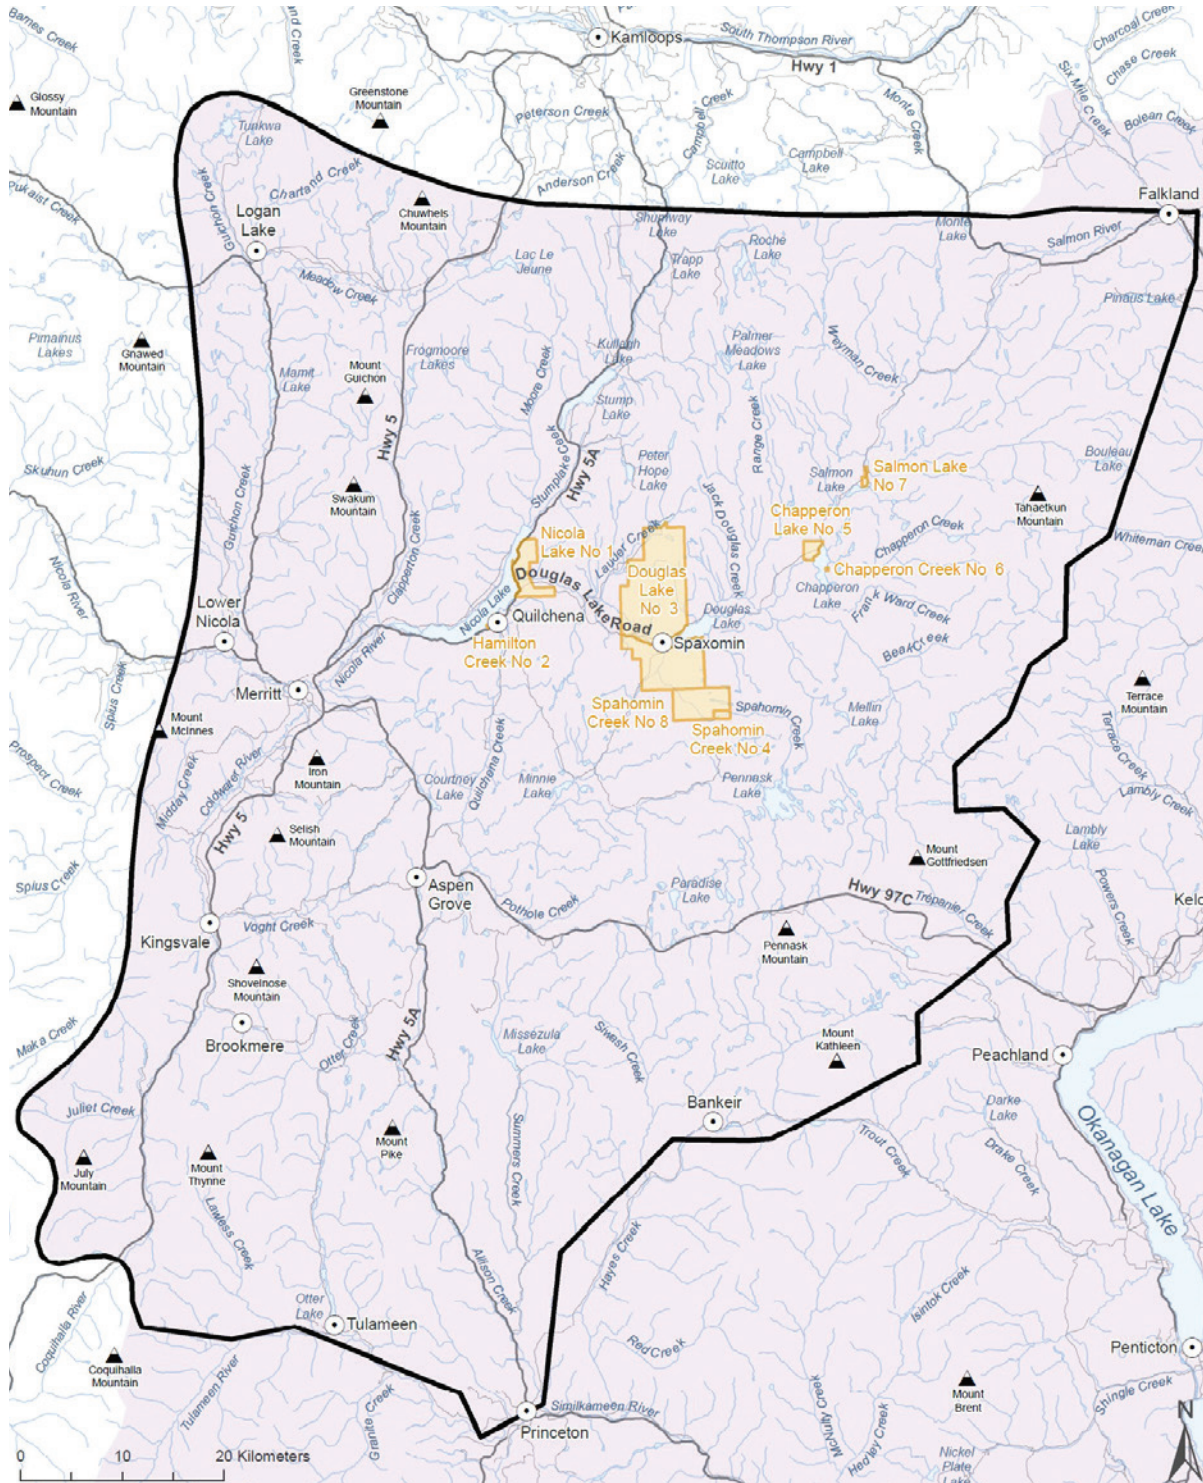 Barnes Creek
Kamloops
South Thompson River
Hwy 1
Charcoal Creek
Chase Creek
Six Mile Creek
Bolean Creek
Glossy
Mountain
Greenstone
Mountain
Peterson Creek
Campbell Creek
Monte Creek
Tunkwa
Lake
Scuitto
Lake
Campbell
Lake
Anderson Creek
Pukaist Creek
Guichon Creek
Chartand Creek
Chuwhels
Mountain
Falkland
Logan
Lake
Shumway
Lake
Monte
Lake
Salmon River
Meadow Creek
Lac Le
Jeune
Trapp
Lake
Roche
Lake
Pinaus Lake
Pimainus
Lakes
Gnawed
Mountain
Mamit
Lake
Mount
Guichon
Frogmoore
Lakes
Moore Creek
Kullagh
Lake
Palmer
Meadows
Lake
Weyman Creek
Stump
Lake
Hwy 5
Stumplake Creek
Hwy 5A
Peter
Hope
Lake
Range Creek
Salmon
Lake
Salmon Lake
No 7
Bouleau
Lake
Skuhun Creek
Guichon Creek
Swakum
Mountain
Clapperton Creek
Jack Douglas Creek
Tahaetkun
Mountain
Chapperon
Lake No  5
Chapperon Creek
Whiteman Creek
Nicola
Lake No 1
Lauder Creek
Chapperon Creek No  6
Nicola River
Douglas Lake Road
Douglas
Lake
No  3
Chapperon
Lake
Frank Ward Creek
Lower
Nicola
Nicola Lake
Quilchena
Douglas
Lake
Hamilton
Creek No  2
Spaxomin
Beak Creek
Spius Creek
Nicola River
Merritt
Terrace
Mountain
Spahomin
Creek No 8
Spahomin Creek
Mellin
Lake
Mount
McInnes
Spahomin
Creek No 4
Terrace Creek
Prospect Creek
Midday Creek
Coldwater River
Iron
Mountain
Courtney
Lake
Quilchena Creek
Minnie
Lake
Pennask
Lake
Lambly Creek
Hwy 5
Selish
Mountain
Lambly
Lake
Mount
Gottfriedsen
Spius Creek
Aspen
Grove
Paradise
Lake
Hwy 97C
Trepanier Creek
Powers Creek
Kelo
Pothole Creek
Voght Creek
Kingsvale
Pennask
Mountain
Shovelnose
Mountain
Brookmere
Hwy 5A
Otter Creek
Missezula
Lake
Siwash Creek
Maka Creek
Mount
Kathleen
Peachland
Juliet Creek
Bankeir
Darke
Lake
Mount
Pike
Summers Creek
Trout Creek
Drake Creek
Okanagan Lake
July
Mountain
Mount
Thynne
Lawless Creek
Hayes Creek
Allison Creek
Isintok Creek
Otter
Lake
Tulameen
Coquihalla River
Red Creek
Penticton
Coquihalla
Mountain
Tulameen River
Mount
Brent
Shingle Creek
Granite Creek
Similkameen River
Princeton
McNulty Creek
Hedley Creek
N
Nickel
Plate
Lake
0
10
20 Kilometers